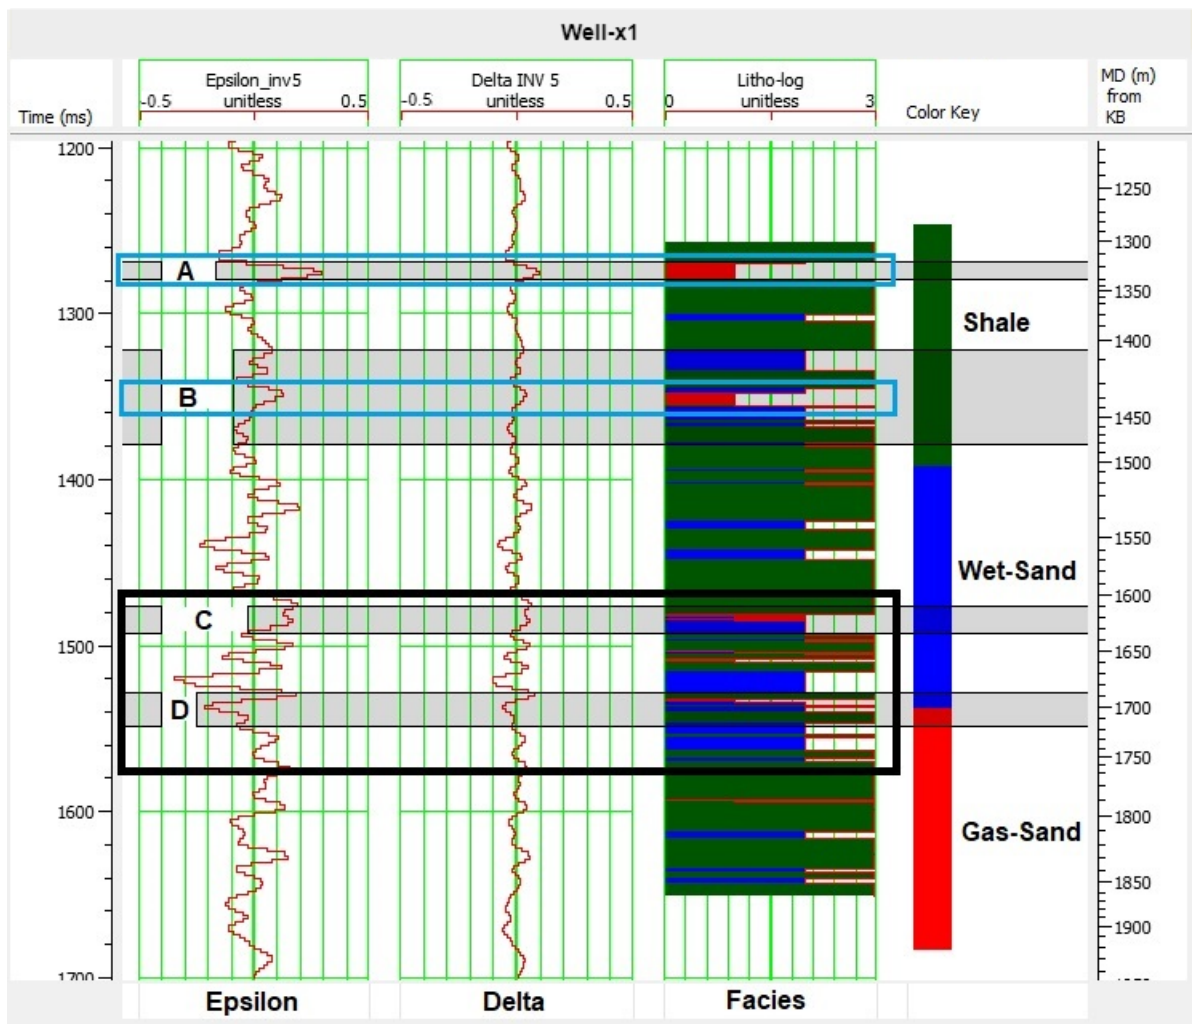 Well-x1
Time (ms)
Epsilon_inv5
-0.5 unitless 0.5
Delta INV 5
-0.5 unitless 0.5
Litho-log
0 unitless 3
Color Key
MD (m)
from
KB
1200
1250
1300
A
1300
1350
Shale
1400
B
1450
1400
1500
1550
Wet-Sand
1600
C
1500
1650
D
1700
1750
1600
1800
Gas-Sand
1850
1900
1700
Epsilon
Delta
Facies